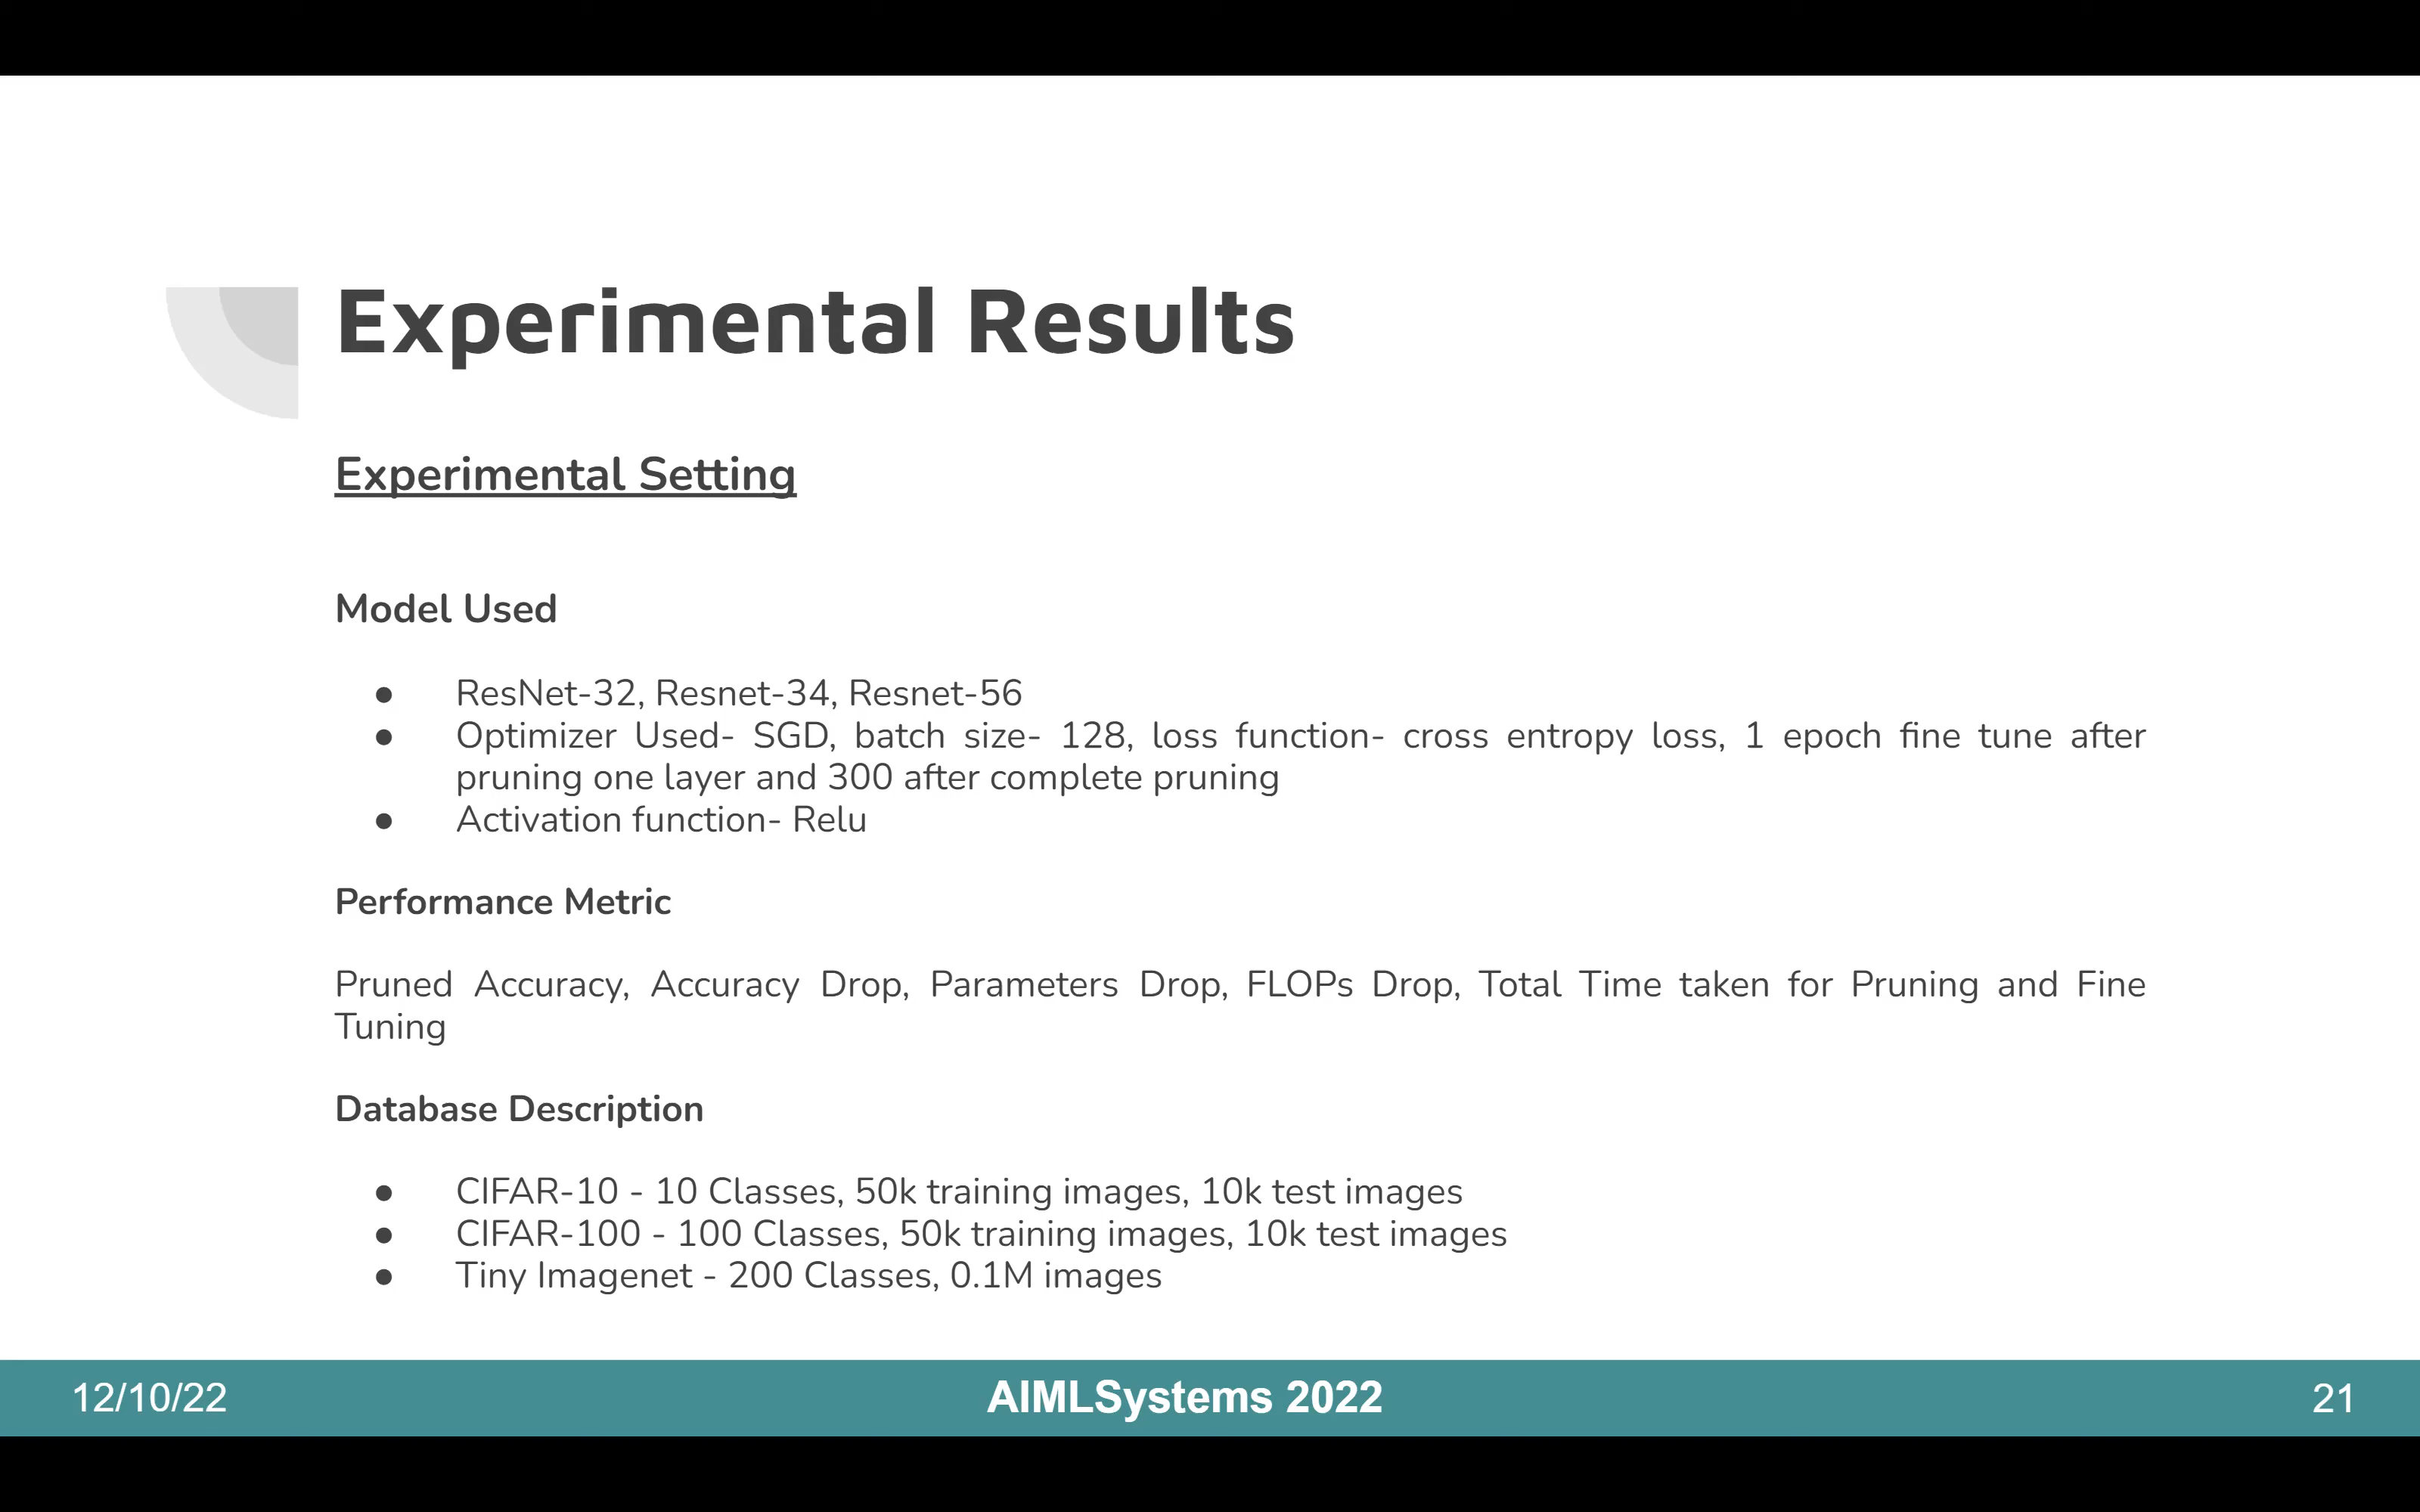 Experimental Results
Experimental Setting
Model Used
● ResNet-32, Resnet-34, Resnet-56
● Optimizer Used- SGD, batch size- 128, loss function- cross entropy loss, 1 epoch fine tune after
pruning one layer and 300 after complete pruning
● Activation function- Relu
Performance Metric
Pruned Accuracy, Accuracy Drop, Parameters Drop, FLOPs Drop, Total Time taken for Pruning and Fine
Tuning
Database Description
● CIFAR-10 - 10 Classes, 50k training images, 10k test images
● CIFAR-100 - 100 Classes, 50k training images, 10k test images
● Tiny Imagenet - 200 Classes, 0.1M images
12/10/22 AIMLSystems 2022 21